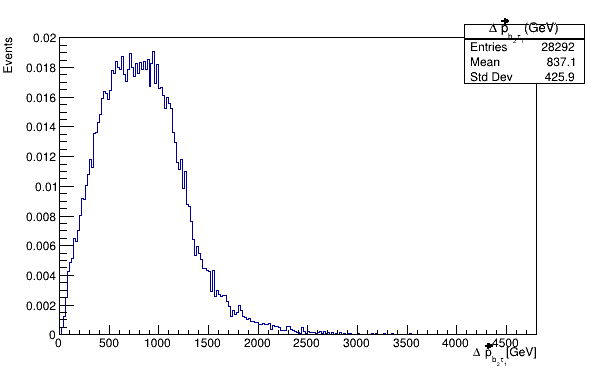 Δ p⃗ b₂τ₁ (GeV)
Entries 28292
Mean 837.1
Std Dev 425.9
Events
0.02
0.018
0.016
0.014
0.012
0.01
0.008
0.006
0.004
0.002
0
0 500 1000 1500 2000 2500 3000 3500 4000 4500
Δ p⃗ b₂τ₁ [GeV]